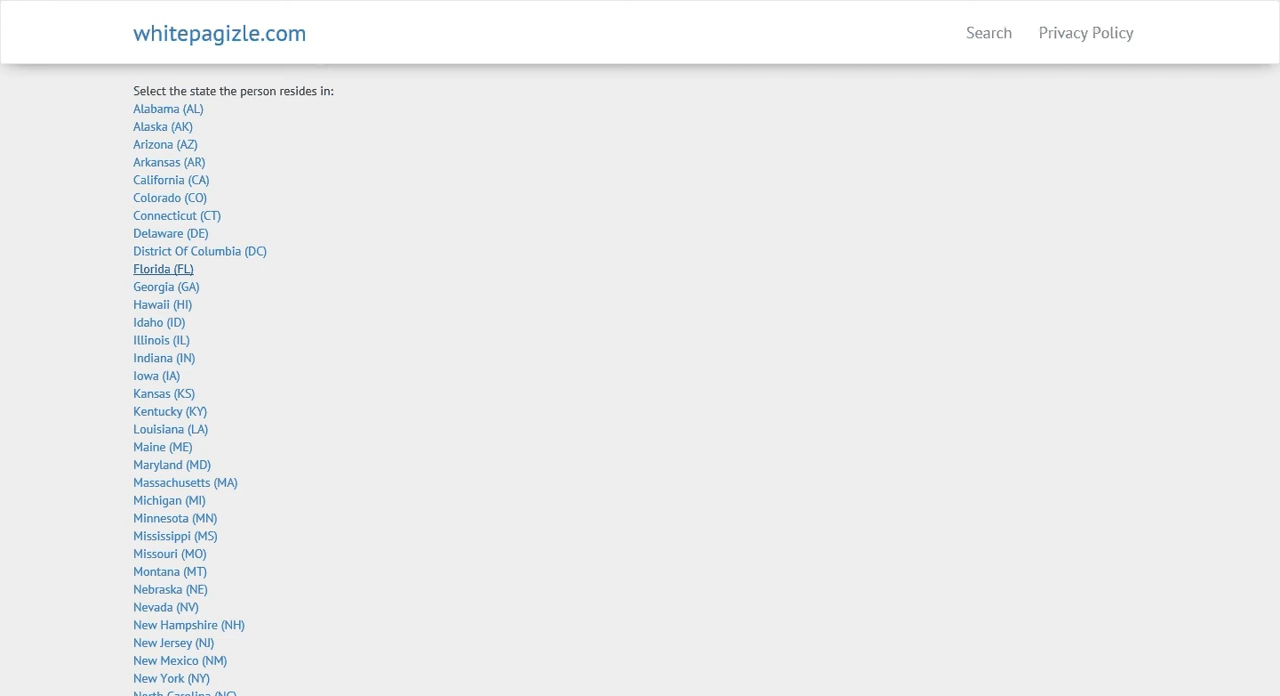 whitepagizle.com
Search
Privacy Policy
Select the state the person resides in:
Alabama (AL)
Alaska (AK)
Arizona (AZ)
Arkansas (AR)
California (CA)
Colorado (CO)
Connecticut (CT)
Delaware (DE)
District Of Columbia (DC)
Florida (FL)
Georgia (GA)
Hawaii (HI)
Idaho (ID)
Illinois (IL)
Indiana (IN)
Iowa (IA)
Kansas (KS)
Kentucky (KY)
Louisiana (LA)
Maine (ME)
Maryland (MD)
Massachusetts (MA)
Michigan (MI)
Minnesota (MN)
Mississippi (MS)
Missouri (MO)
Montana (MT)
Nebraska (NE)
Nevada (NV)
New Hampshire (NH)
New Jersey (NJ)
New Mexico (NM)
New York (NY)
North Carolina (NC)